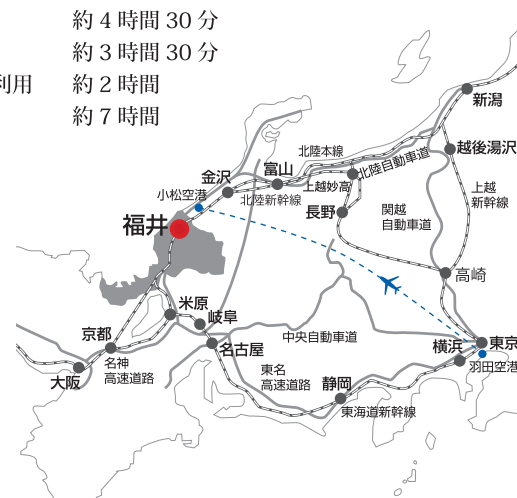 約 4 時間 30 分
約 3 時間 30 分
利用 約 2 時間
約 7 時間
新潟
北陸本線
越後湯沢
富山
北陸自動車道
金沢
上越妙高
小松空港
北陸新幹線
上越
新幹線
長野
関越
自動車道
福井
高崎
米原
岐阜
京都
中央自動車道
東京
名古屋
横浜
名神
高速道路
羽田空港
大阪
東名
高速道路
静岡
東海道新幹線